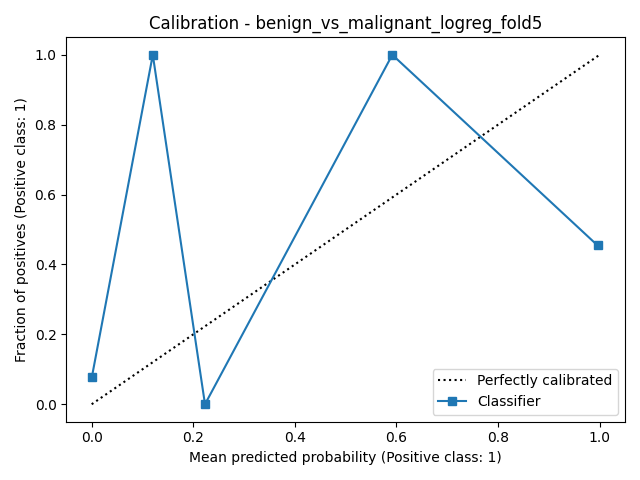 Calibration - benign_vs_malignant_logreg_fold5
Fraction of positives (Positive class: 1)
1.0
0.8
0.6
0.4
0.2
0.0
0.0 0.2 0.4 0.6 0.8 1.0
Mean predicted probability (Positive class: 1)
Perfectly calibrated
Classifier